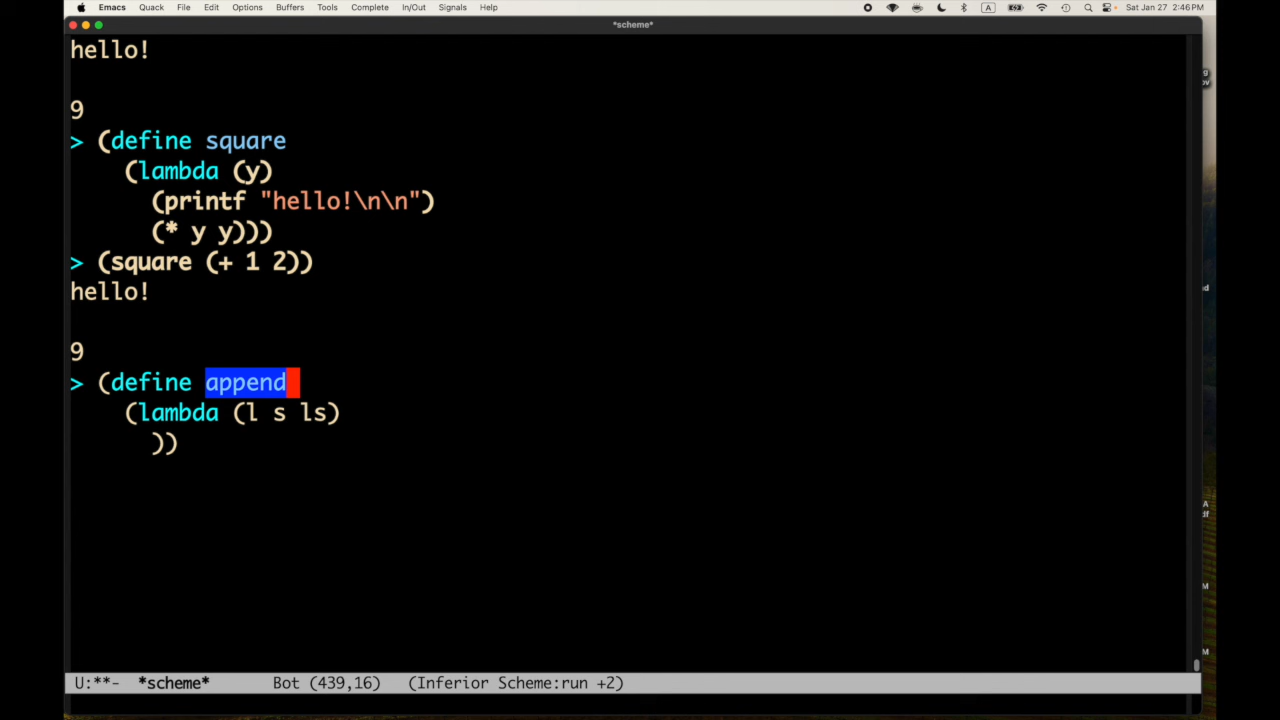 Emacs Quack File Edit Options Buffers Tools Complete In/Out Signals Help A Sat Jan 27 2:46 PM
*scheme*
hello!
9
> (define square
(lambda (y)
(printf "hello!\n\n")
(* y y)))
> (square (+ 1 2))
hello!
9
> (define append
(lambda (l s ls)
))
U:**- *scheme* Bot (439,16) (Inferior Scheme:run +2)